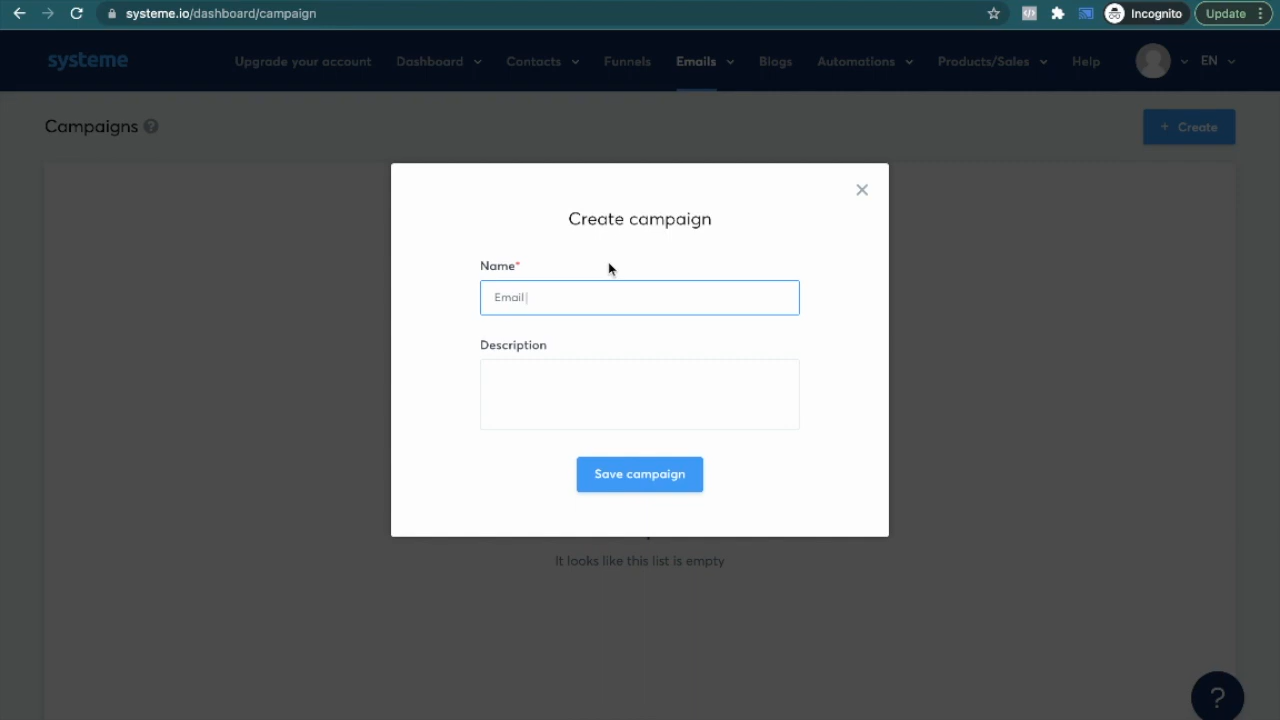 systeme.io/dashboard/campaign
Incognito
Update
systeme
Upgrade your account
Dashboard
Contacts
Funnels
Emails
Blogs
Automations
Products/Sales
Help
EN
Campaigns ?
+ Create
Create campaign
Name*
Email
Description
Save campaign
It looks like this list is empty
?